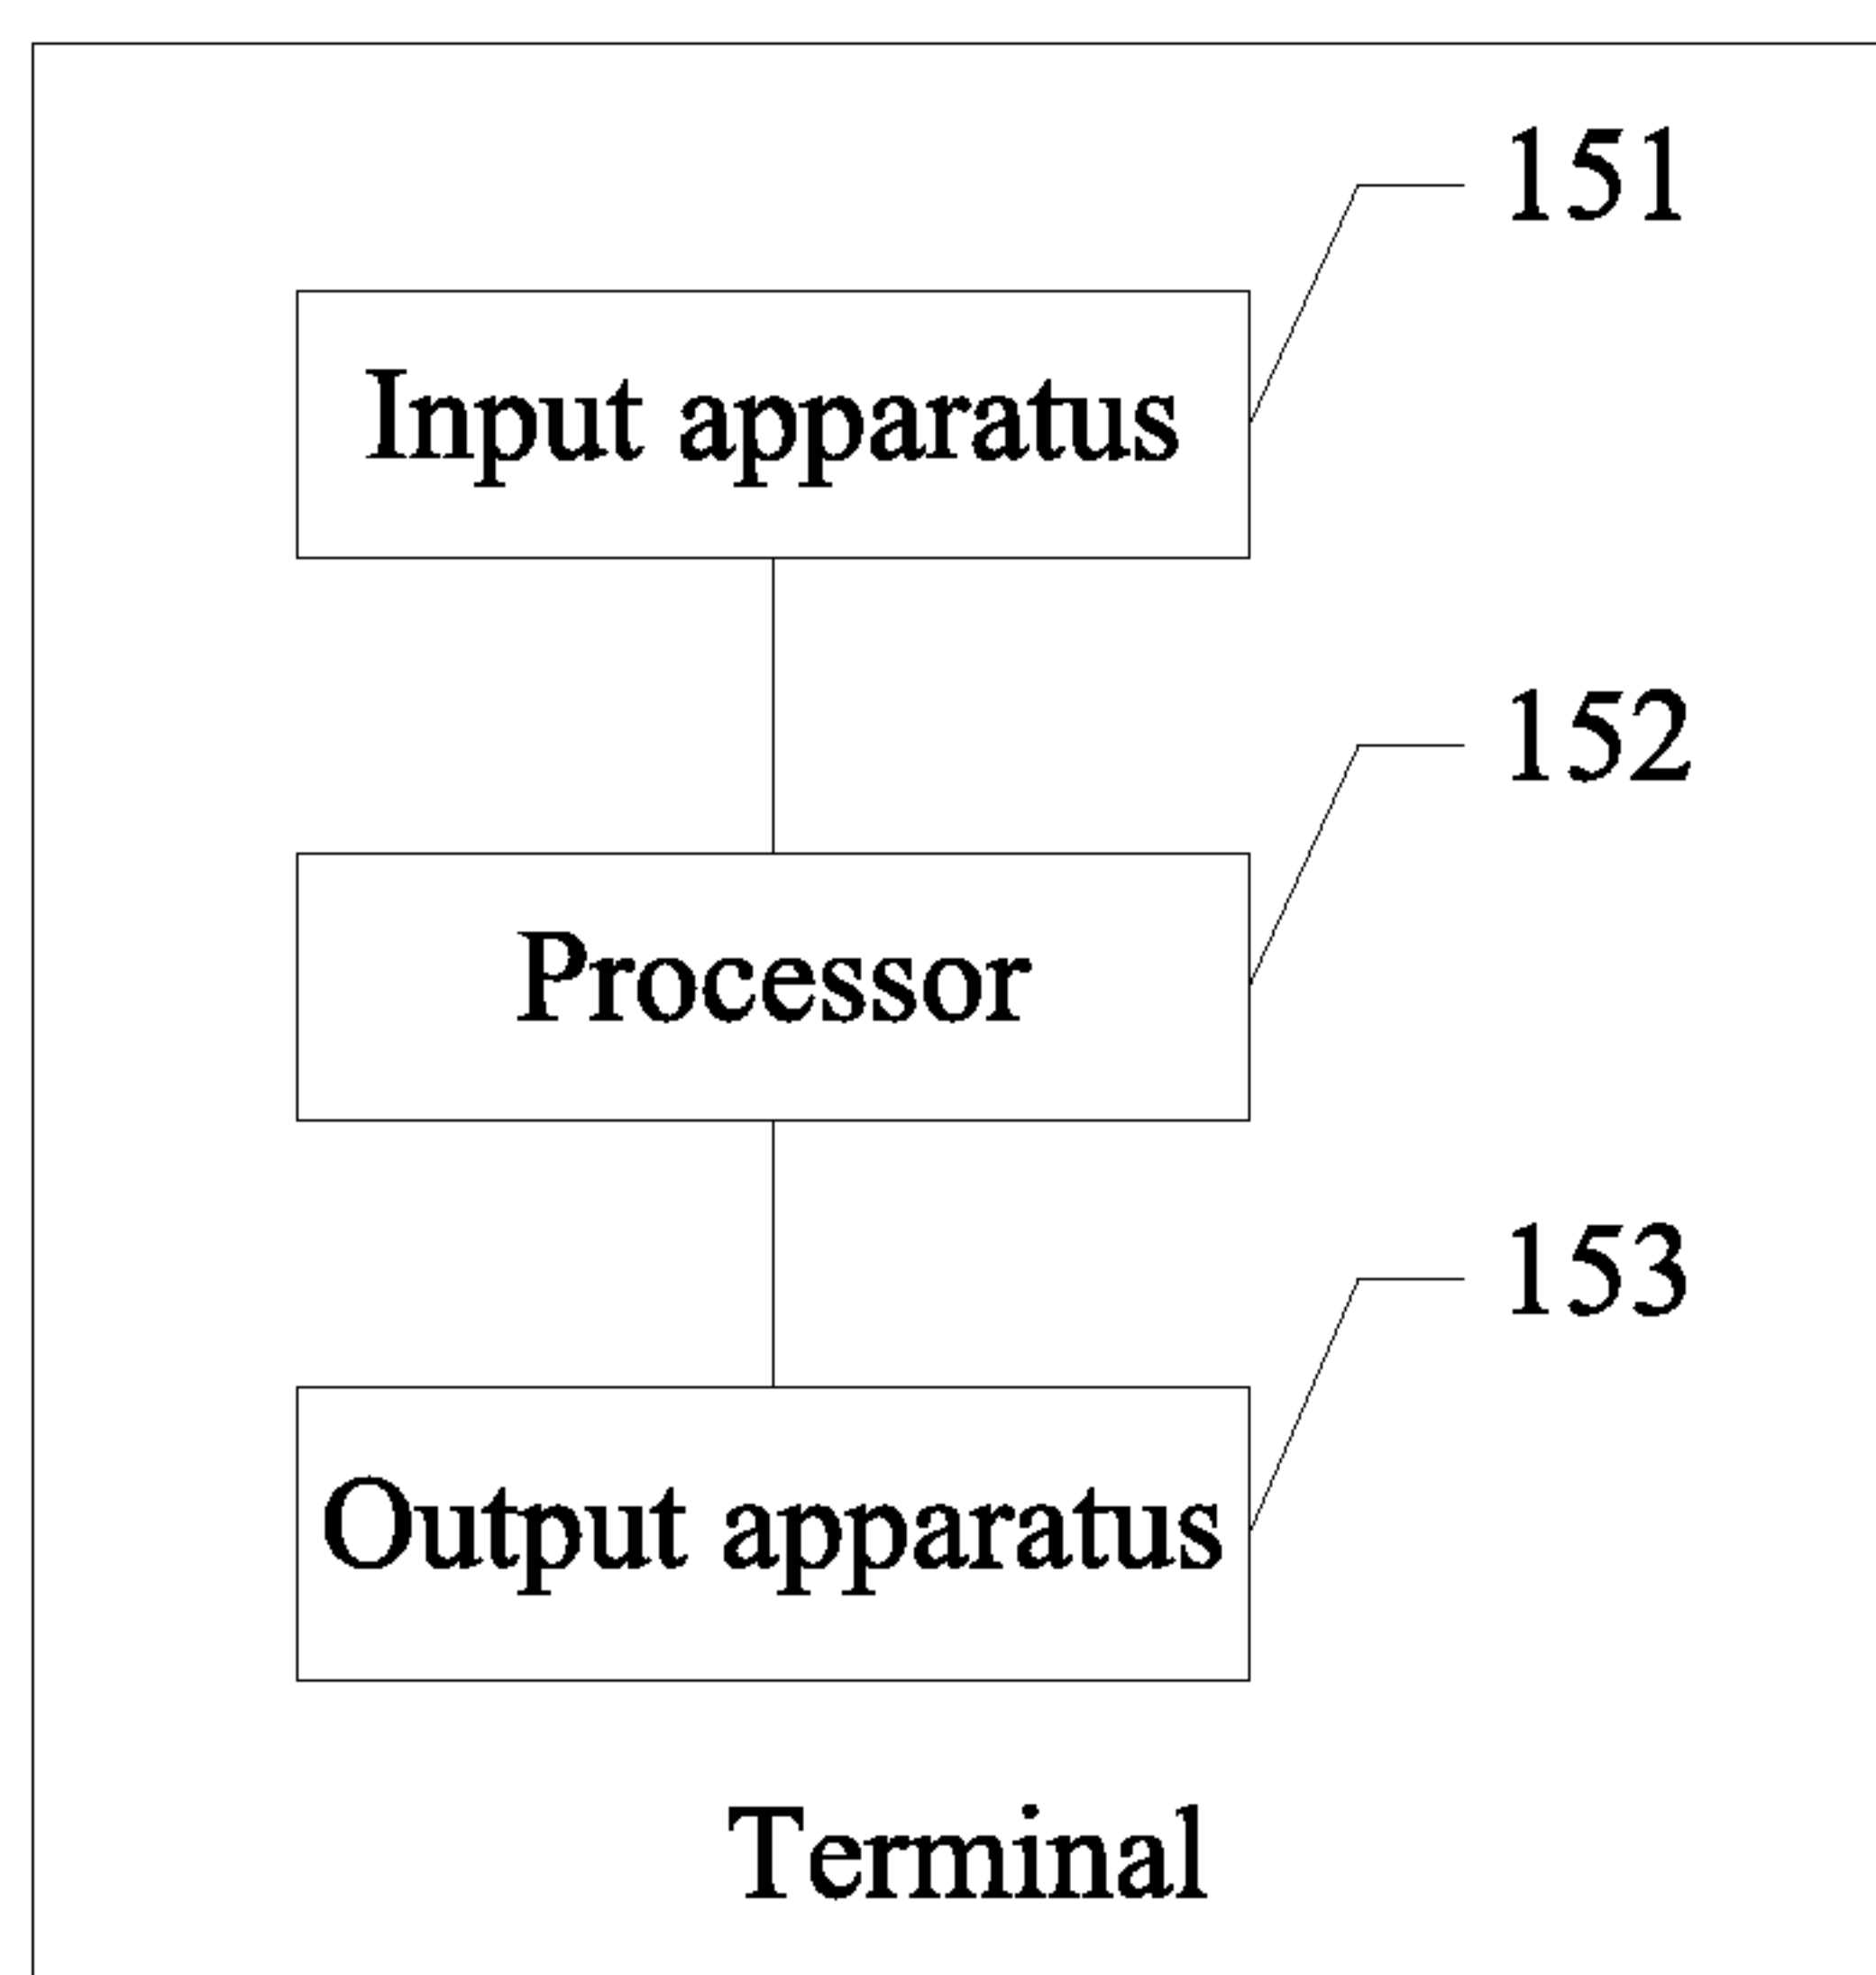 151
Input apparatus
152
Processor
153
Output apparatus
Terminal